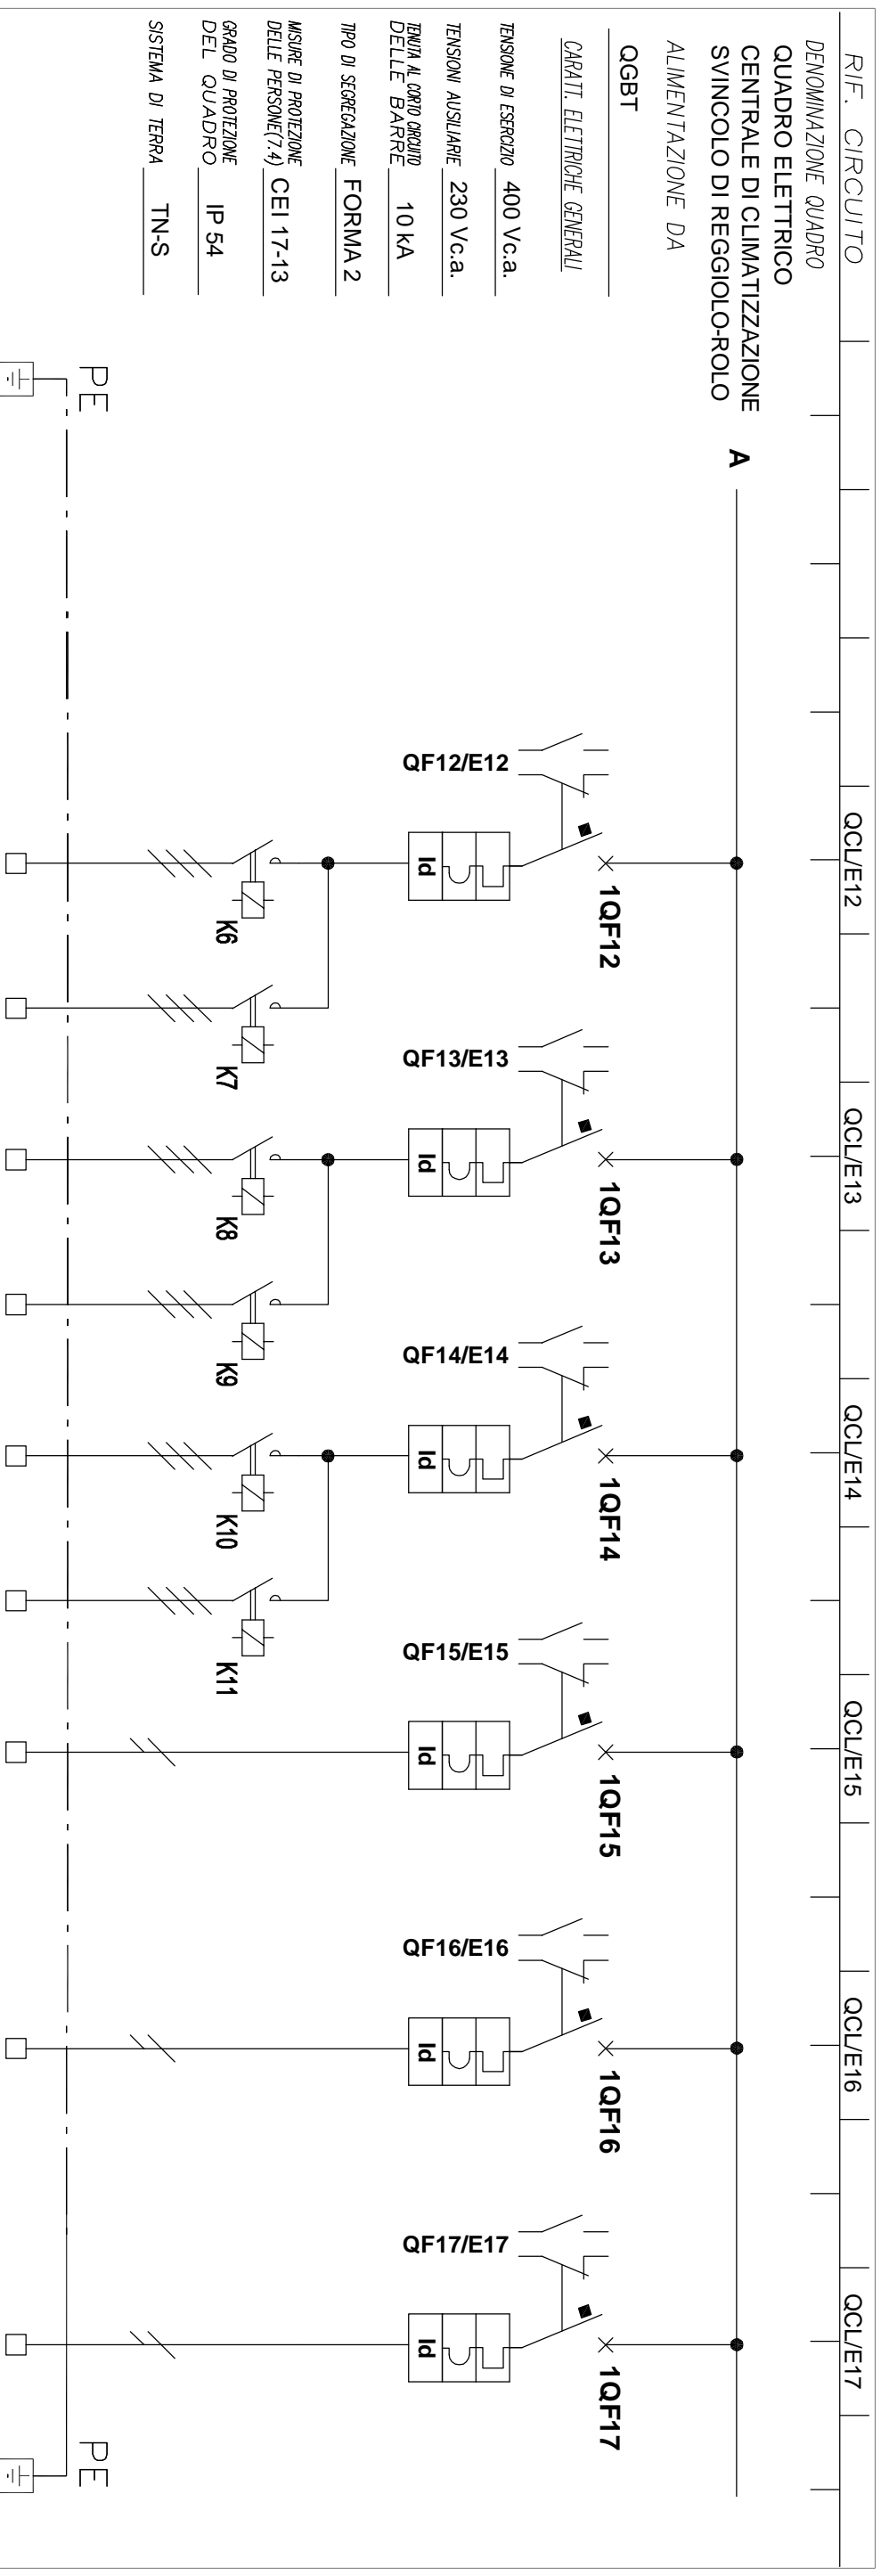 RIF. CIRCUITO
QCL/E12
QCL/E13
QCL/E14
QCL/E15
QCL/E16
QCL/E17
DENOMINAZIONE QUADRO
QUADRO ELETTRICO
CENTRALE DI CLIMATIZZAZIONE
SVINCOLO DI REGGIOLO-ROLO
A
ALIMENTAZIONE DA
QGBT
CARATT. ELETTRICHE GENERALI
TENSIONE DI ESERCIZIO 400 Vc.a.
TENSIONI AUSILIARIE 230 Vc.a.
TENUTA AL CORTO CIRCUITO
DELLE BARRE 10 kA
TIPO DI SEGREGAZIONE FORMA 2
MISURE DI PROTEZIONE
DELLE PERSONE(7.4) CEI 17-13
GRADO DI PROTEZIONE
DEL QUADRO IP 54
SISTEMA DI TERRA TN-S
1QF12
1QF13
1QF14
1QF15
1QF16
1QF17
QF12/E12
QF13/E13
QF14/E14
QF15/E15
QF16/E16
QF17/E17
Id
Id
Id
Id
Id
Id
K6
K7
K8
K9
K10
K11
PE
PE